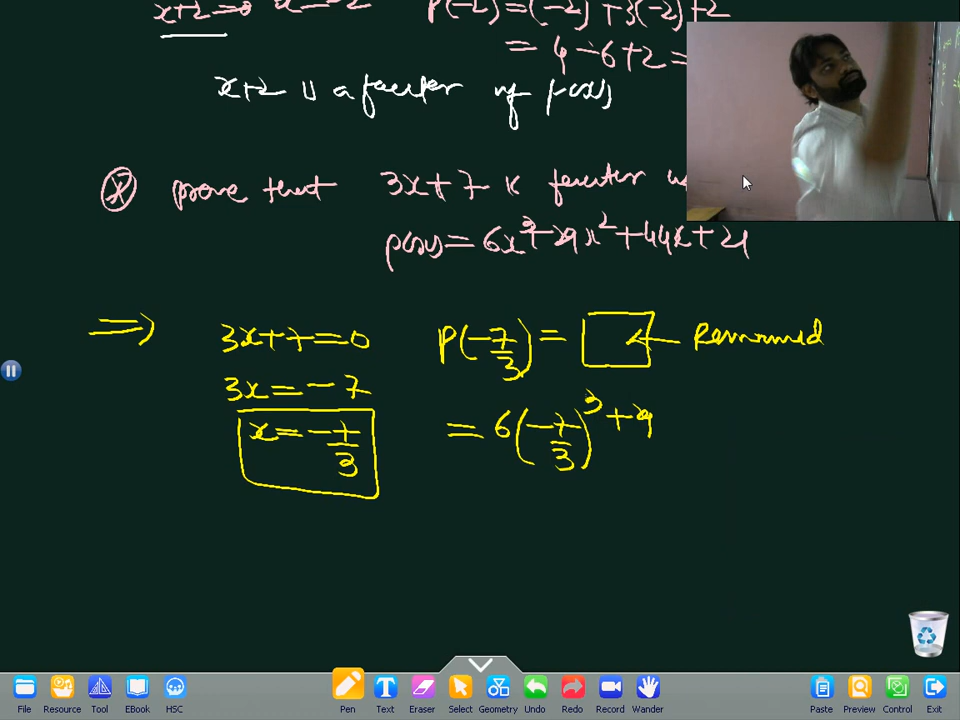 x+2=0 x=-2 P(-2)=(-2)²+3(-2)+2
= 4-6+2=
x+2 is a factor of p(x)
prove that 3x+7 is factor
p(x)=6x³+29x²+44x+21
⇒ 3x+7=0 P(-7/3)= Remained
3x=-7
x=-7/3 =6(-7/3)³+29
File Resource Tool EBook HSC Pen Text Eraser Select Geometry Undo Redo Record Wander Paste Preview Control Exit